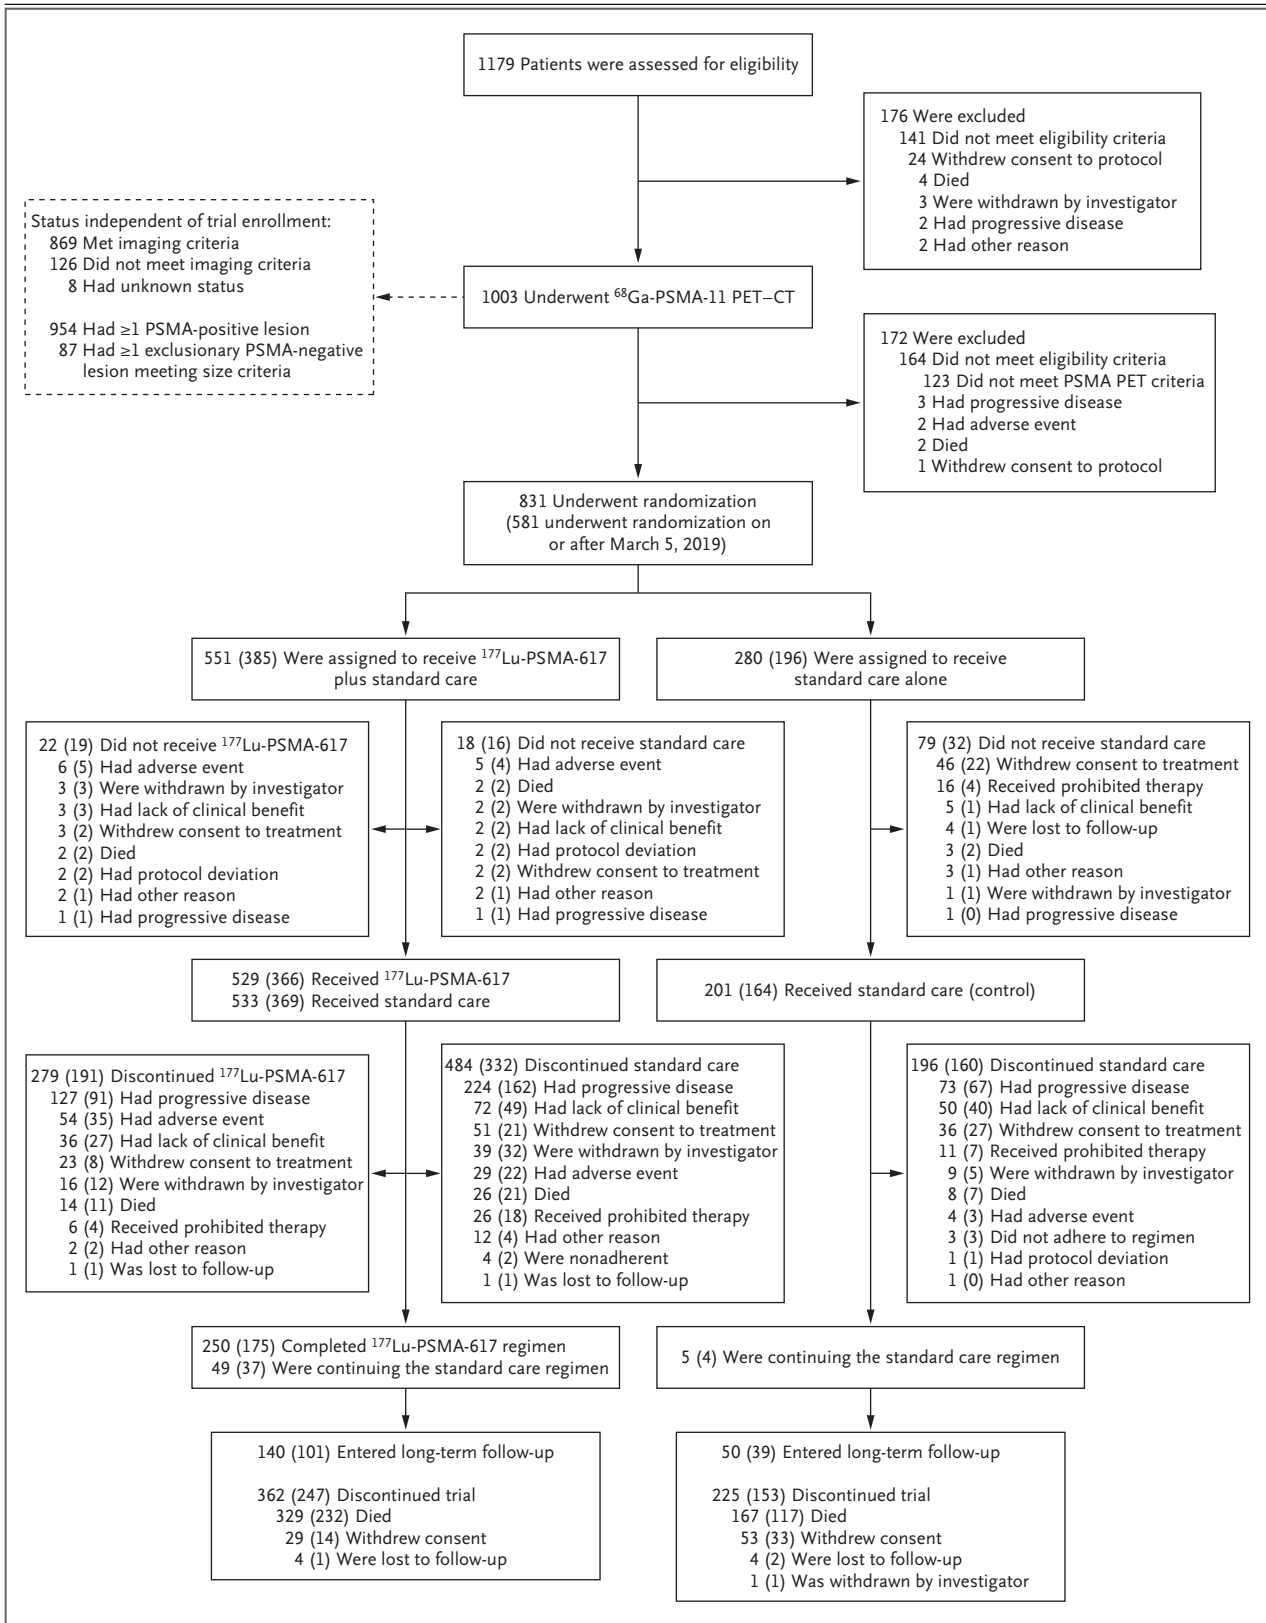 1179 Patients were assessed for eligibility
176 Were excluded
141 Did not meet eligibility criteria
24 Withdrew consent to protocol
4 Died
3 Were withdrawn by investigator
2 Had progressive disease
2 Had other reason
Status independent of trial enrollment:
869 Met imaging criteria
126 Did not meet imaging criteria
8 Had unknown status
954 Had ≥1 PSMA-positive lesion
87 Had ≥1 exclusionary PSMA-negative
lesion meeting size criteria
1003 Underwent ⁶⁸Ga-PSMA-11 PET–CT
172 Were excluded
164 Did not meet eligibility criteria
123 Did not meet PSMA PET criteria
3 Had progressive disease
2 Had adverse event
2 Died
1 Withdrew consent to protocol
831 Underwent randomization
(581 underwent randomization on
or after March 5, 2019)
551 (385) Were assigned to receive ¹⁷⁷Lu-PSMA-617
plus standard care
280 (196) Were assigned to receive
standard care alone
22 (19) Did not receive ¹⁷⁷Lu-PSMA-617
6 (5) Had adverse event
3 (3) Were withdrawn by investigator
3 (3) Had lack of clinical benefit
3 (2) Withdrew consent to treatment
2 (2) Died
2 (2) Had protocol deviation
2 (1) Had other reason
1 (1) Had progressive disease
18 (16) Did not receive standard care
5 (4) Had adverse event
2 (2) Died
2 (2) Were withdrawn by investigator
2 (2) Had lack of clinical benefit
2 (2) Had protocol deviation
2 (2) Withdrew consent to treatment
2 (1) Had other reason
1 (1) Had progressive disease
79 (32) Did not receive standard care
46 (22) Withdrew consent to treatment
16 (4) Received prohibited therapy
5 (1) Had lack of clinical benefit
4 (1) Were lost to follow-up
3 (2) Died
3 (1) Had other reason
1 (1) Were withdrawn by investigator
1 (0) Had progressive disease
529 (366) Received ¹⁷⁷Lu-PSMA-617
533 (369) Received standard care
201 (164) Received standard care (control)
279 (191) Discontinued ¹⁷⁷Lu-PSMA-617
127 (91) Had progressive disease
54 (35) Had adverse event
36 (27) Had lack of clinical benefit
23 (8) Withdrew consent to treatment
16 (12) Were withdrawn by investigator
14 (11) Died
6 (4) Received prohibited therapy
2 (2) Had other reason
1 (1) Was lost to follow-up
484 (332) Discontinued standard care
224 (162) Had progressive disease
72 (49) Had lack of clinical benefit
51 (21) Withdrew consent to treatment
39 (32) Were withdrawn by investigator
29 (22) Had adverse event
26 (21) Died
26 (18) Received prohibited therapy
12 (4) Had other reason
4 (2) Were nonadherent
1 (1) Was lost to follow-up
196 (160) Discontinued standard care
73 (67) Had progressive disease
50 (40) Had lack of clinical benefit
36 (27) Withdrew consent to treatment
11 (7) Received prohibited therapy
9 (5) Were withdrawn by investigator
8 (7) Died
4 (3) Had adverse event
3 (3) Did not adhere to regimen
1 (1) Had protocol deviation
1 (0) Had other reason
250 (175) Completed ¹⁷⁷Lu-PSMA-617 regimen
49 (37) Were continuing the standard care regimen
5 (4) Were continuing the standard care regimen
140 (101) Entered long-term follow-up
362 (247) Discontinued trial
329 (232) Died
29 (14) Withdrew consent
4 (1) Were lost to follow-up
50 (39) Entered long-term follow-up
225 (153) Discontinued trial
167 (117) Died
53 (33) Withdrew consent
4 (2) Were lost to follow-up
1 (1) Was withdrawn by investigator